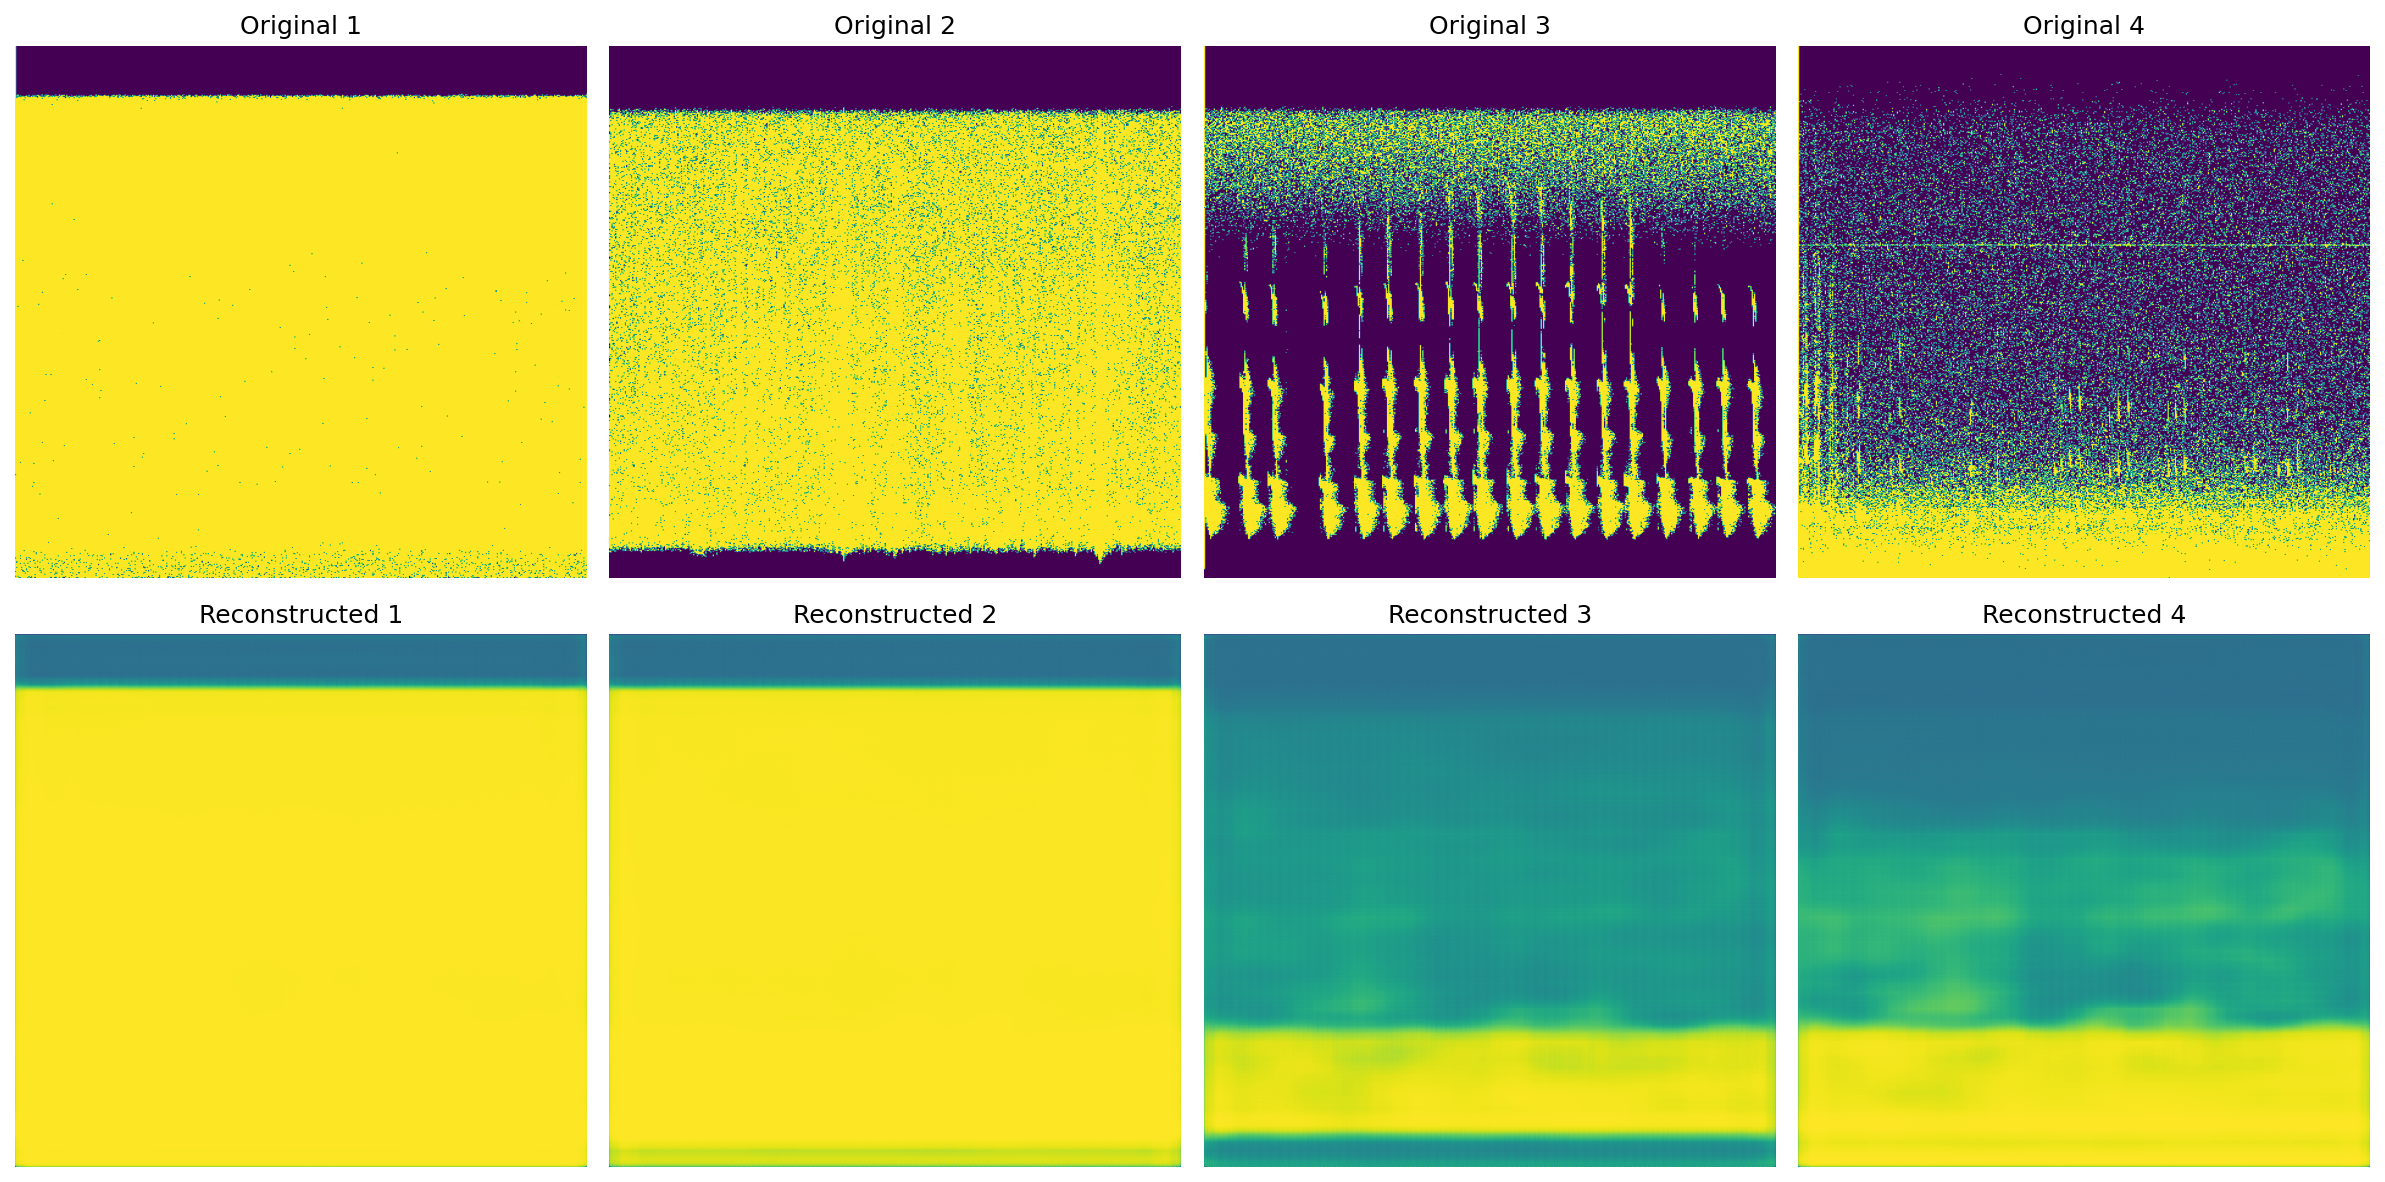 Original 1
Original 2
Original 3
Original 4
Reconstructed 1
Reconstructed 2
Reconstructed 3
Reconstructed 4